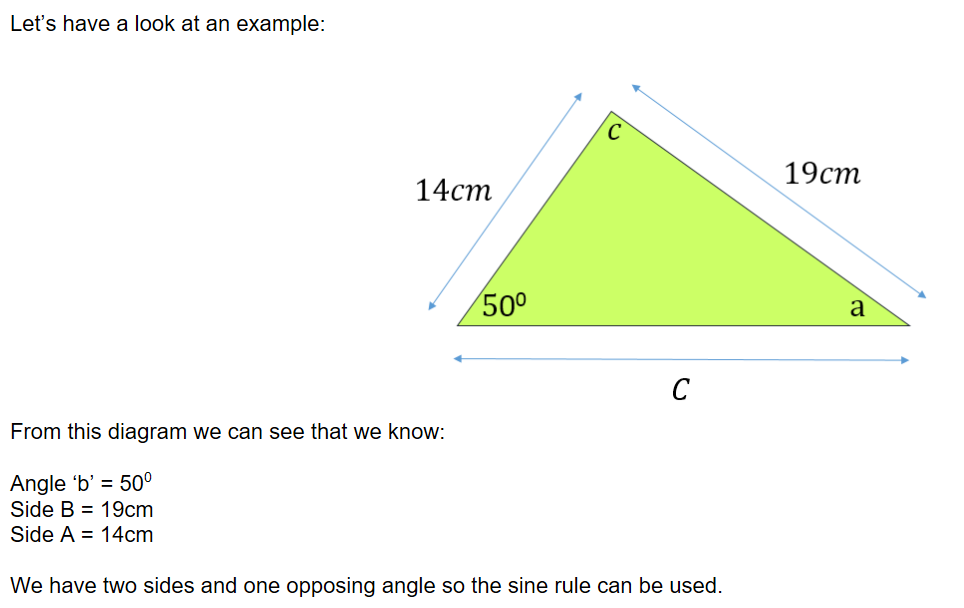 Let’s have a look at an example:
c
19cm
14cm
50⁰
a
C
From this diagram we can see that we know:
Angle ‘b’ = 50⁰
Side B = 19cm
Side A = 14cm
We have two sides and one opposing angle so the sine rule can be used.